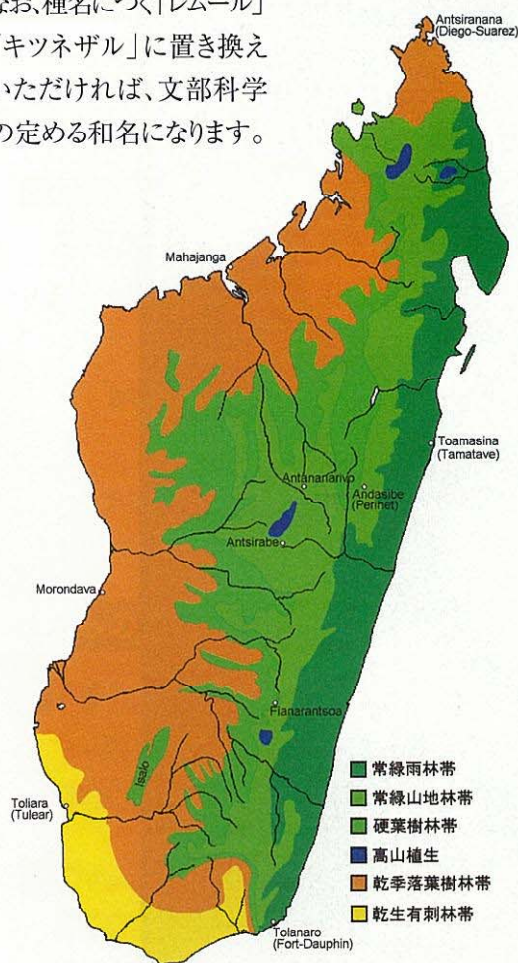 なお、種名につく「レムール」
「キツネザル」に置き換え
いただければ、文部科学
の定める和名になります。
Antsiranana
(Diego-Suarez)
Mahajanga
Toamasina
(Tamatave)
Antananarivo
Andasibe
(Perihet)
Antsirabe
Morondava
Fianarantsoa
Isalo
Toliara
(Tulear)
Tolanaro
(Fort-Dauphin)
常緑雨林帯
常緑山地林帯
硬葉樹林帯
高山植生
乾季落葉樹林帯
乾生有刺林帯